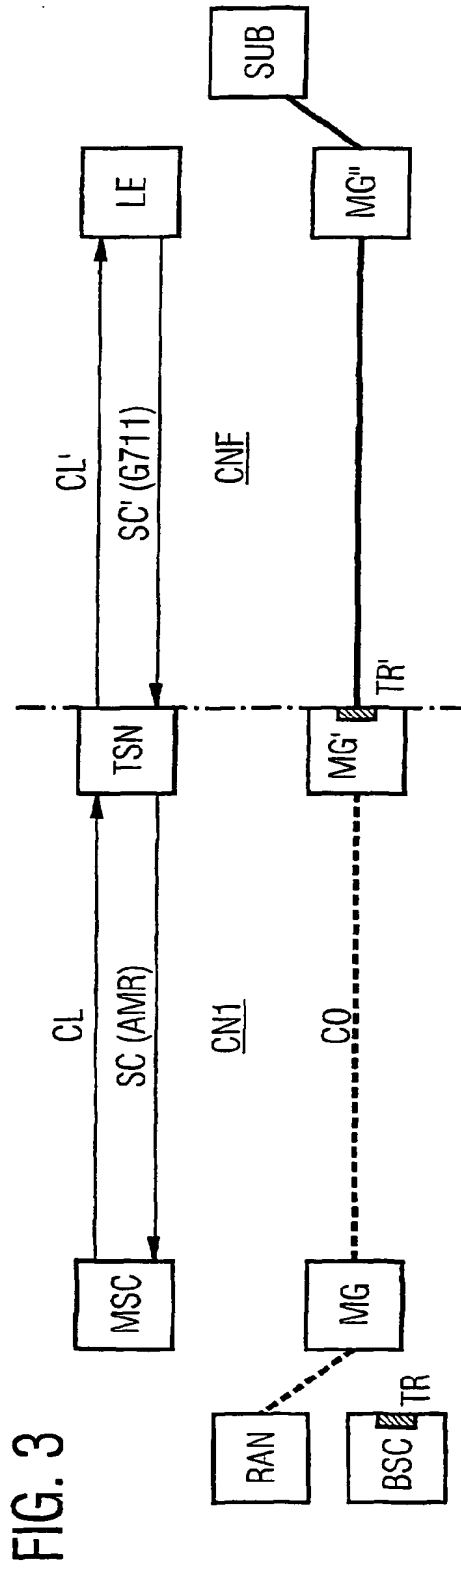 FIG. 3
CL
CL'
MSC
TSN
LE
SC (AMR)
SC' (G711)
CN1
CNF
SUB
RAN
CO
MG
MG'
MG"
TR'
BSC
TR